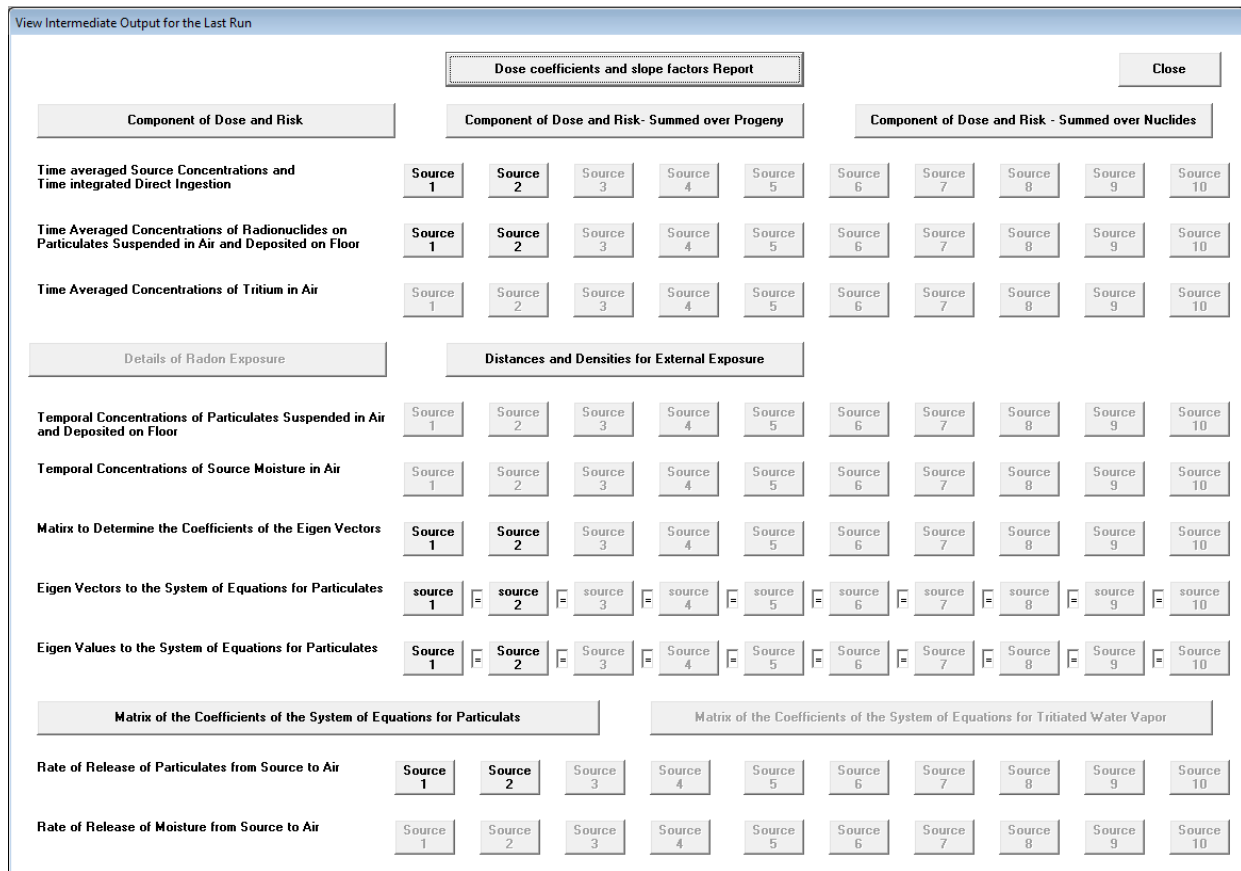 View Intermediate Output for the Last Run
Dose coefficients and slope factors Report
Close
Component of Dose and Risk
Component of Dose and Risk- Summed over Progeny
Component of Dose and Risk - Summed over Nuclides
Time averaged Source Concentrations and
Time integrated Direct Ingestion
Source 1
Source 2
Source 3
Source 4
Source 5
Source 6
Source 7
Source 8
Source 9
Source 10
Time Averaged Concentrations of Radionuclides on
Particulates Suspended in Air and Deposited on Floor
Source 1
Source 2
Source 3
Source 4
Source 5
Source 6
Source 7
Source 8
Source 9
Source 10
Time Averaged Concentrations of Tritium in Air
Source 1
Source 2
Source 3
Source 4
Source 5
Source 6
Source 7
Source 8
Source 9
Source 10
Details of Radon Exposure
Distances and Densities for External Exposure
Temporal Concentrations of Particulates Suspended in Air
and Deposited on Floor
Source 1
Source 2
Source 3
Source 4
Source 5
Source 6
Source 7
Source 8
Source 9
Source 10
Temporal Concentrations of Source Moisture in Air
Source 1
Source 2
Source 3
Source 4
Source 5
Source 6
Source 7
Source 8
Source 9
Source 10
Matirx to Determine the Coefficients of the Eigen Vectors
Source 1
Source 2
Source 3
Source 4
Source 5
Source 6
Source 7
Source 8
Source 9
Source 10
Eigen Vectors to the System of Equations for Particulates
source 1
=
source 2
=
source 3
=
source 4
=
source 5
=
source 6
=
source 7
=
source 8
=
source 9
=
source 10
Eigen Values to the System of Equations for Particulates
Source 1
=
Source 2
=
Source 3
=
Source 4
=
Source 5
=
Source 6
=
Source 7
=
Source 8
=
Source 9
=
Source 10
Matrix of the Coefficients of the System of Equations for Particulats
Matrix of the Coefficients of the System of Equations for Tritiated Water Vapor
Rate of Release of Particulates from Source to Air
Source 1
Source 2
Source 3
Source 4
Source 5
Source 6
Source 7
Source 8
Source 9
Source 10
Rate of Release of Moisture from Source to Air
Source 1
Source 2
Source 3
Source 4
Source 5
Source 6
Source 7
Source 8
Source 9
Source 10